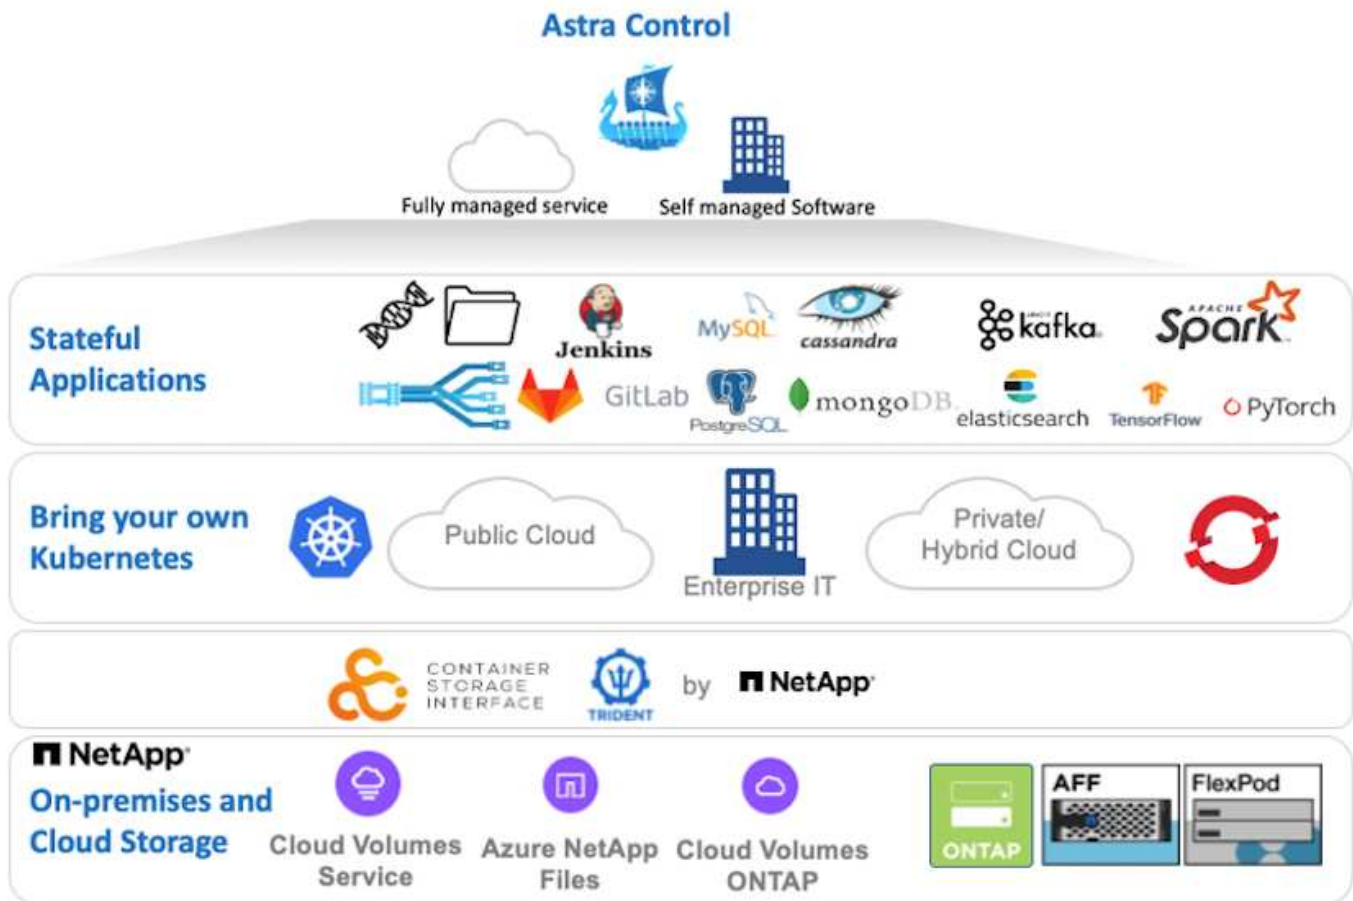 Astra Control
Fully managed service
Self managed Software
Stateful
Applications
Jenkins
MySQL
cassandra
kafka
APACHE
Spark
GitLab
PostgreSQL
mongoDB
elasticsearch
TensorFlow
PyTorch
Bring your own
Kubernetes
Public Cloud
Enterprise IT
Private/
Hybrid Cloud
CONTAINER
STORAGE
INTERFACE
TRIDENT
by
NetApp
NetApp
On-premises and
Cloud Storage
Cloud Volumes
Service
Azure NetApp
Files
Cloud Volumes
ONTAP
ONTAP
AFF
FlexPod